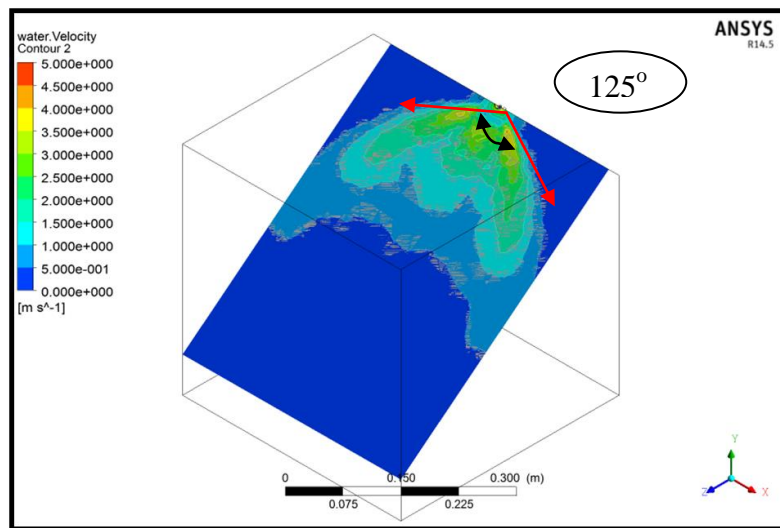 water.Velocity
Contour 2
5.000e+000
4.500e+000
4.000e+000
3.500e+000
3.000e+000
2.500e+000
2.000e+000
1.500e+000
1.000e+000
5.000e-001
0.000e+000
[m s^-1]
ANSYS
R14.5
125°
0 0.150 0.300 (m)
0.075 0.225
Y
Z X